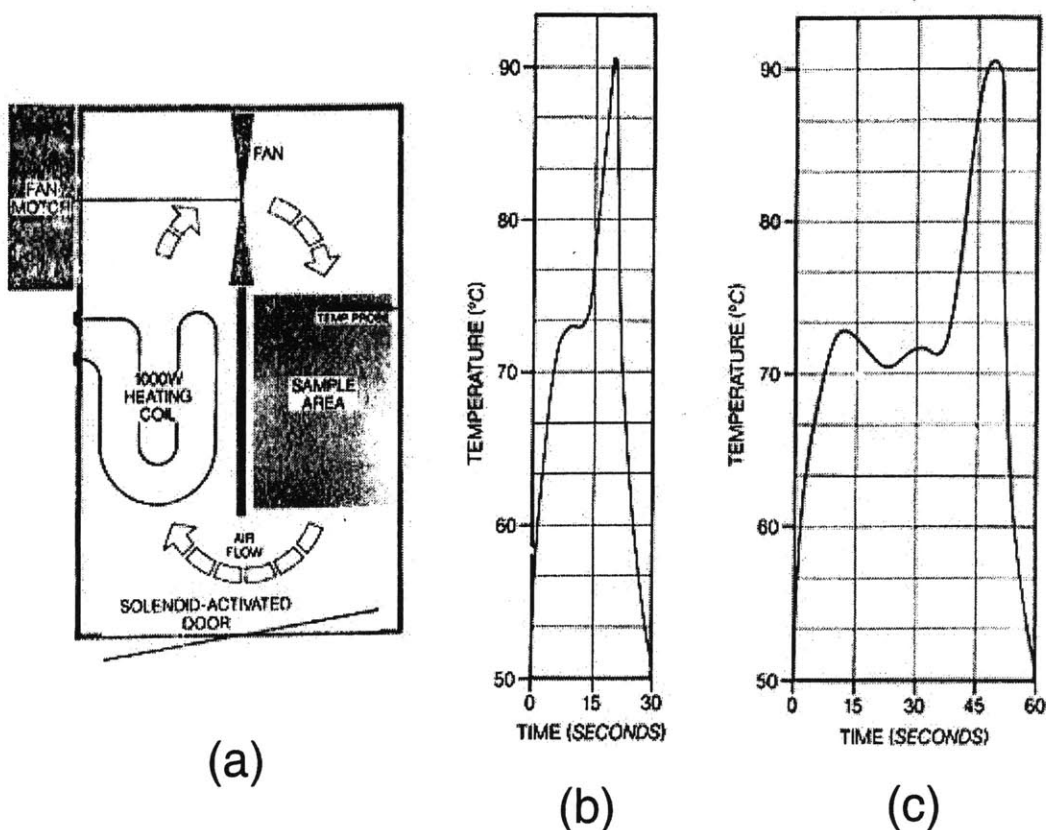 FAN
MOTOR
FAN
TEMP PROBE
1000W
HEATING
COIL
SAMPLE
AREA
AIR
FLOW
SOLENOID-ACTIVATED
DOOR
(a)
TEMPERATURE (°C)
90
80
70
60
50
0 15 30
TIME (SECONDS)
(b)
TEMPERATURE (°C)
90
80
70
60
50
0 15 30 45 60
TIME (SECONDS)
(c)